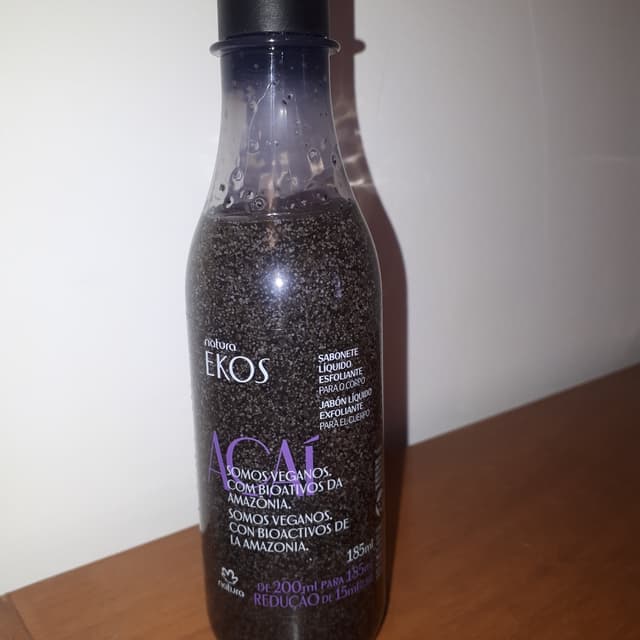 natura
EKOS
SABONETE
LÍQUIDO
ESFOLIANTE
PARA O CORPO
JABÓN LÍQUIDO
EXFOLIANTE
PARA EL CUERPO
AÇAÍ
SOMOS VEGANOS.
COM BIOATIVOS DA
AMAZÔNIA.
SOMOS VEGANOS.
CON BIOACTIVOS DE
LA AMAZONIA.
185ml
natura
DE 200ml PARA 185ml
REDUÇÃO DE 15ml